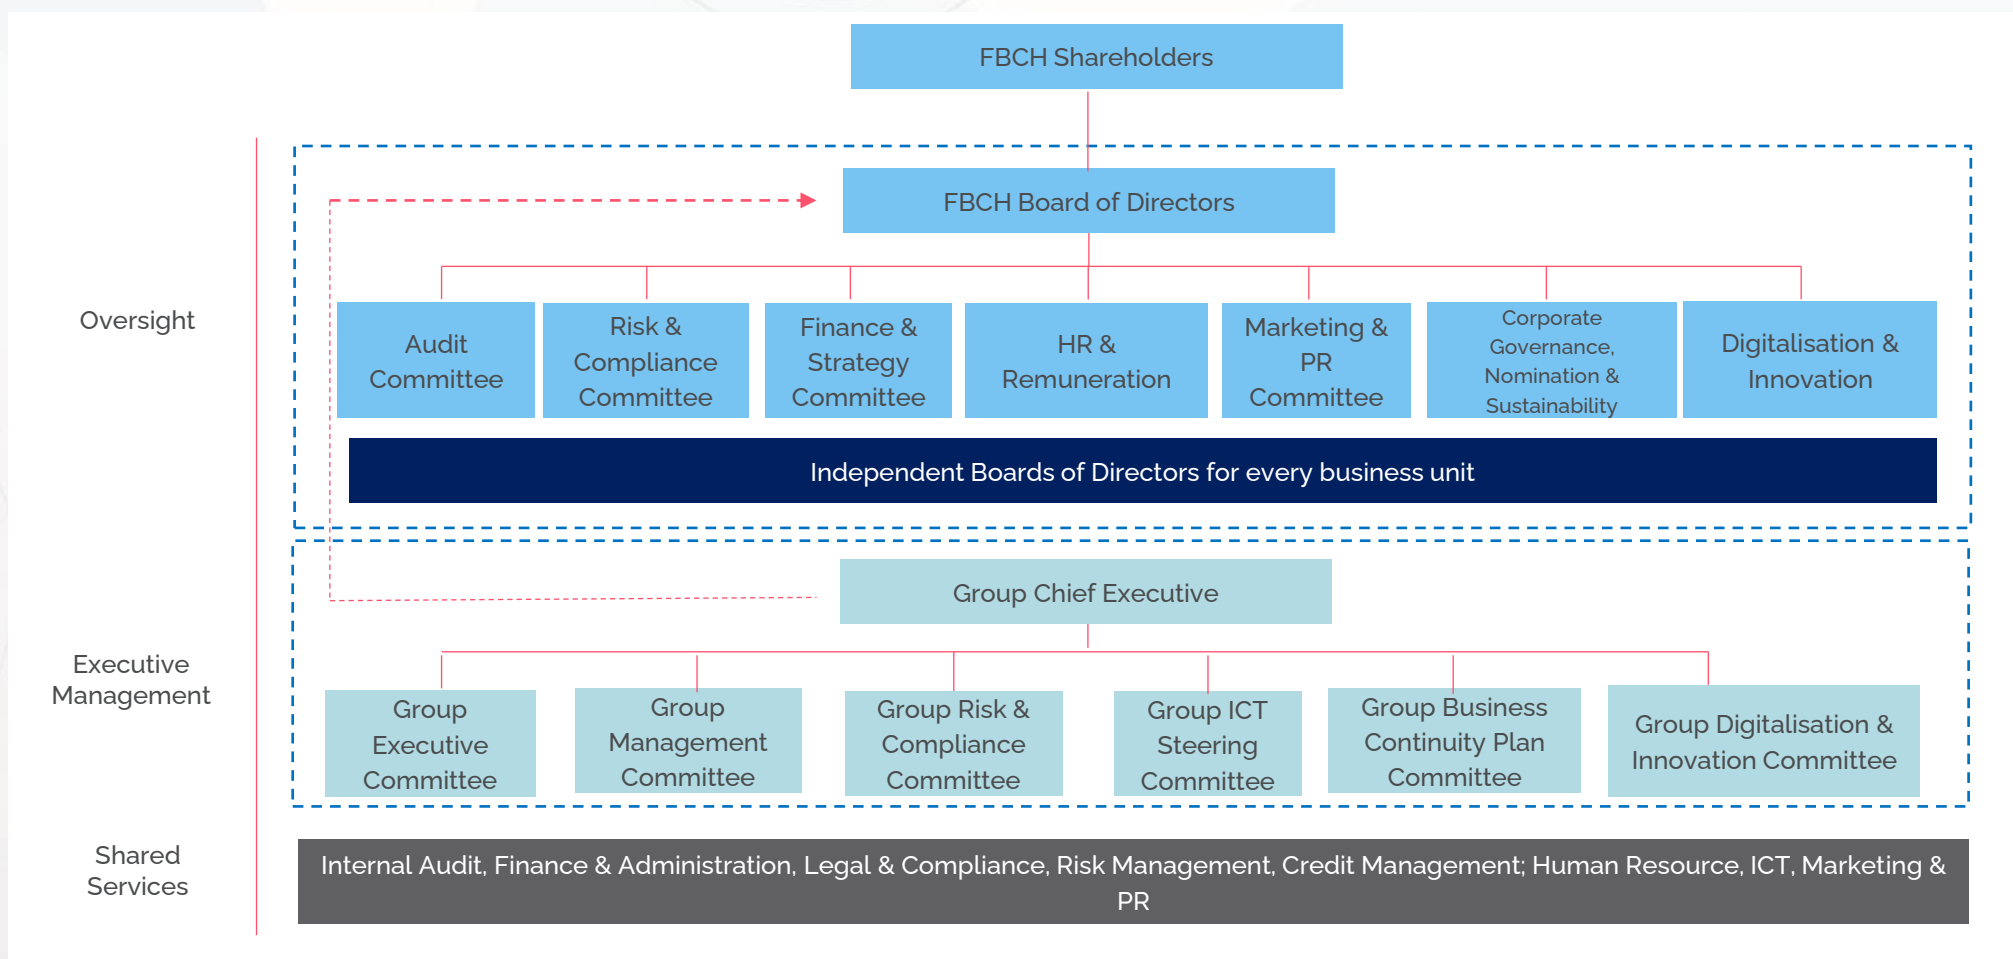 FBCH Shareholders
FBCH Board of Directors
Oversight
Audit
Committee
Risk &
Compliance
Committee
Finance &
Strategy
Committee
HR &
Remuneration
Marketing &
PR
Committee
Corporate
Governance,
Nomination &
Sustainability
Digitalisation &
Innovation
Independent Boards of Directors for every business unit
Group Chief Executive
Executive
Management
Group
Executive
Committee
Group
Management
Committee
Group Risk &
Compliance
Committee
Group ICT
Steering
Committee
Group Business
Continuity Plan
Committee
Group Digitalisation &
Innovation Committee
Shared
Services
Internal Audit, Finance & Administration, Legal & Compliance, Risk Management, Credit Management; Human Resource, ICT, Marketing &
PR